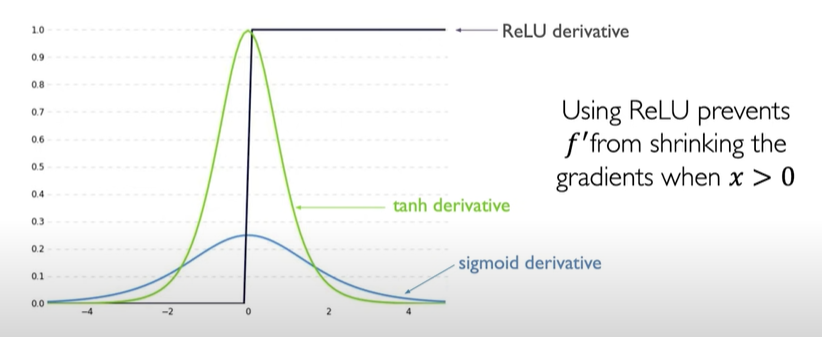 1.0
ReLU derivative
0.9
0.8
0.7
Using ReLU prevents
0.6
f′from shrinking the
0.5
gradients when x > 0
0.4
tanh derivative
0.3
0.2
sigmoid derivative
0.1
0.0
−4 −2 0 2 4